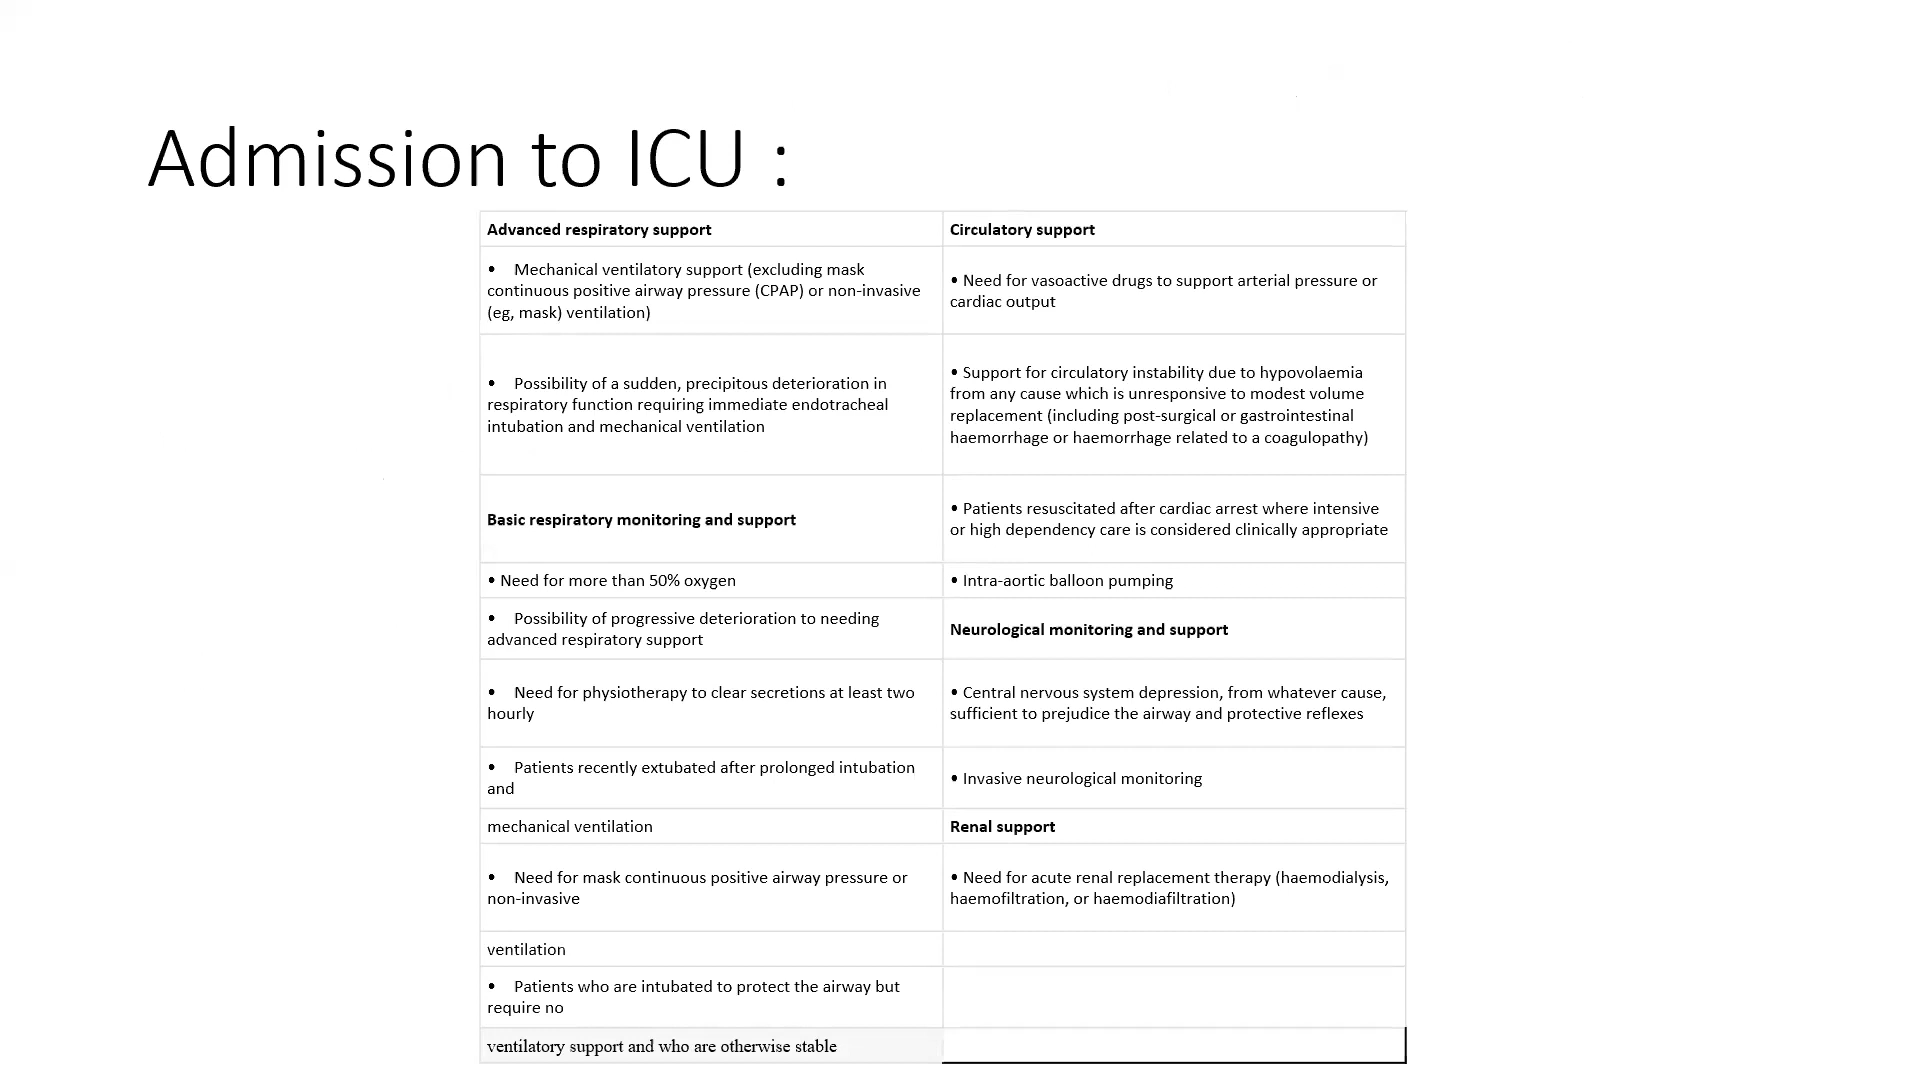 Admission to ICU :
Advanced respiratory support
• Mechanical ventilatory support (excluding mask
continuous positive airway pressure (CPAP) or non-invasive
(eg, mask) ventilation)
• Possibility of a sudden, precipitous deterioration in
respiratory function requiring immediate endotracheal
intubation and mechanical ventilation
Basic respiratory monitoring and support
• Need for more than 50% oxygen
• Possibility of progressive deterioration to needing
advanced respiratory support
• Need for physiotherapy to clear secretions at least two
hourly
• Patients recently extubated after prolonged intubation
and
mechanical ventilation
• Need for mask continuous positive airway pressure or
non-invasive
ventilation
• Patients who are intubated to protect the airway but
require no
ventilatory support and who are otherwise stable
Circulatory support
• Need for vasoactive drugs to support arterial pressure or
cardiac output
• Support for circulatory instability due to hypovolaemia
from any cause which is unresponsive to modest volume
replacement (including post-surgical or gastrointestinal
haemorrhage or haemorrhage related to a coagulopathy)
• Patients resuscitated after cardiac arrest where intensive
or high dependency care is considered clinically appropriate
• Intra-aortic balloon pumping
Neurological monitoring and support
• Central nervous system depression, from whatever cause,
sufficient to prejudice the airway and protective reflexes
• Invasive neurological monitoring
Renal support
• Need for acute renal replacement therapy (haemodialysis,
haemofiltration, or haemodiafiltration)